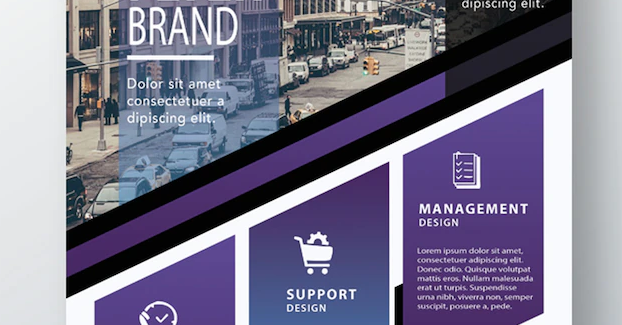 BRAND
Dolor sit amet
consectetuer a
dipiscing elit.
dipiscing elit.
MANAGEMENT
DESIGN
Lorem ipsum dolor sit amet,
consectetuer adipiscing elit.
Donec odio. Quisque volutpat
mattis eros. Nullam malesuada
erat ut turpis. Suspendisse
urna nibh, viverra non, semper
suscipit, posuere a, pede.
SUPPORT
DESIGN